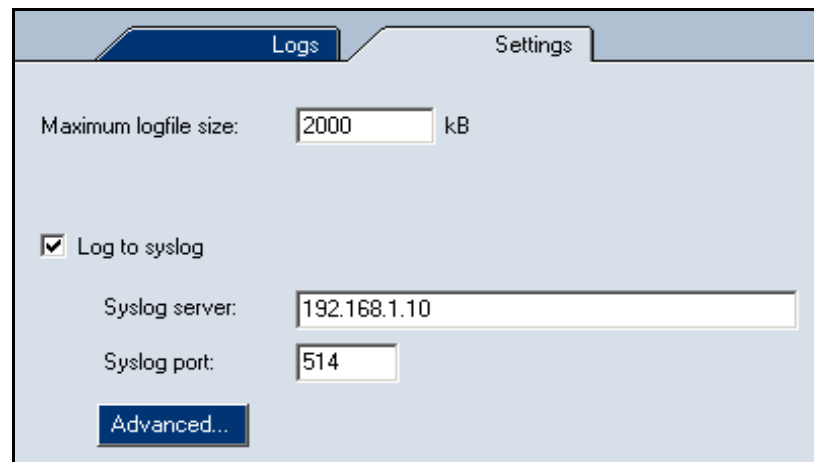 Logs Settings
Maximum logfile size: 2000 kB
Log to syslog
Syslog server: 192.168.1.10
Syslog port: 514
Advanced...